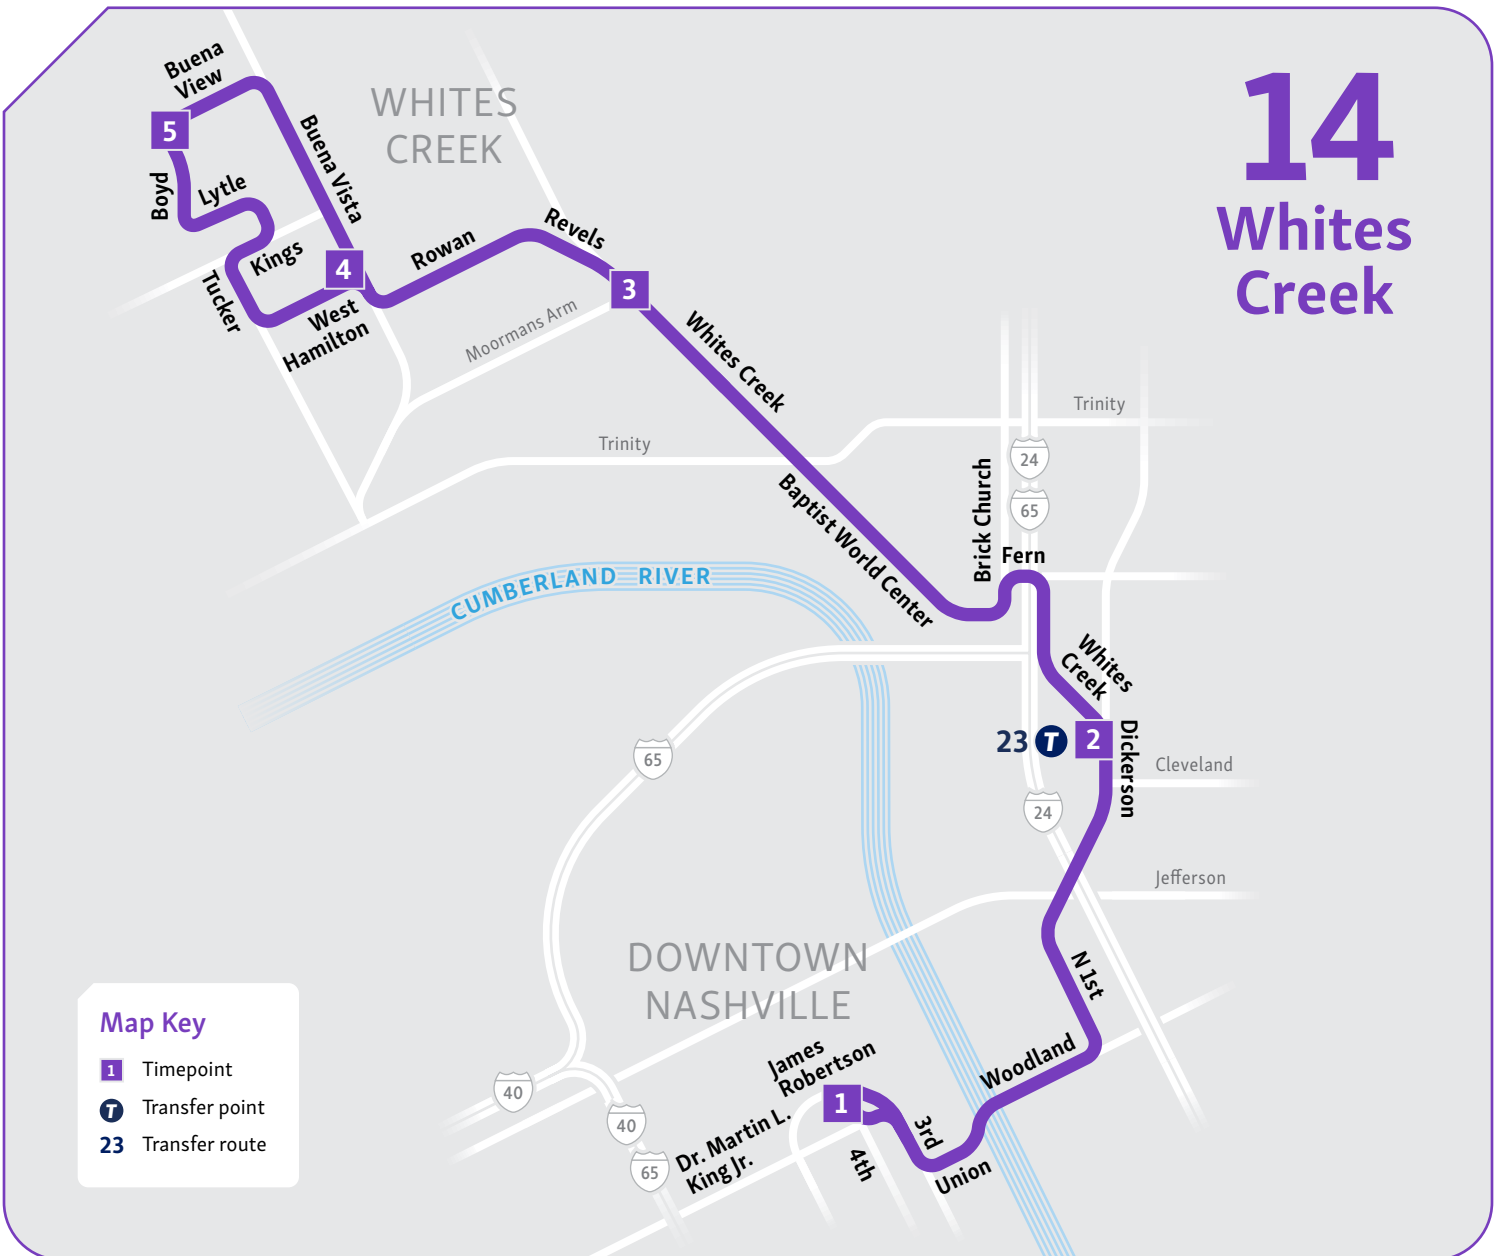 14
Whites
Creek
WHITES
CREEK
Buena
View
5
Boyd
Lytle
Buena Vista
Kings
Tucker
4
West
Hamilton
Rowan
Revels
3
Moormans Arm
Whites Creek
Trinity
Trinity
24
65
Brick Church
Fern
Baptist World Center
CUMBERLAND RIVER
Whites
Creek
23 T 2
Dickerson
Cleveland
65
24
Jefferson
DOWNTOWN
NASHVILLE
N 1st
Woodland
James
Robertson
1
Dr. Martin L.
King Jr.
3rd
4th
Union
40
40
65
Map Key
1 Timepoint
T Transfer point
23 Transfer route